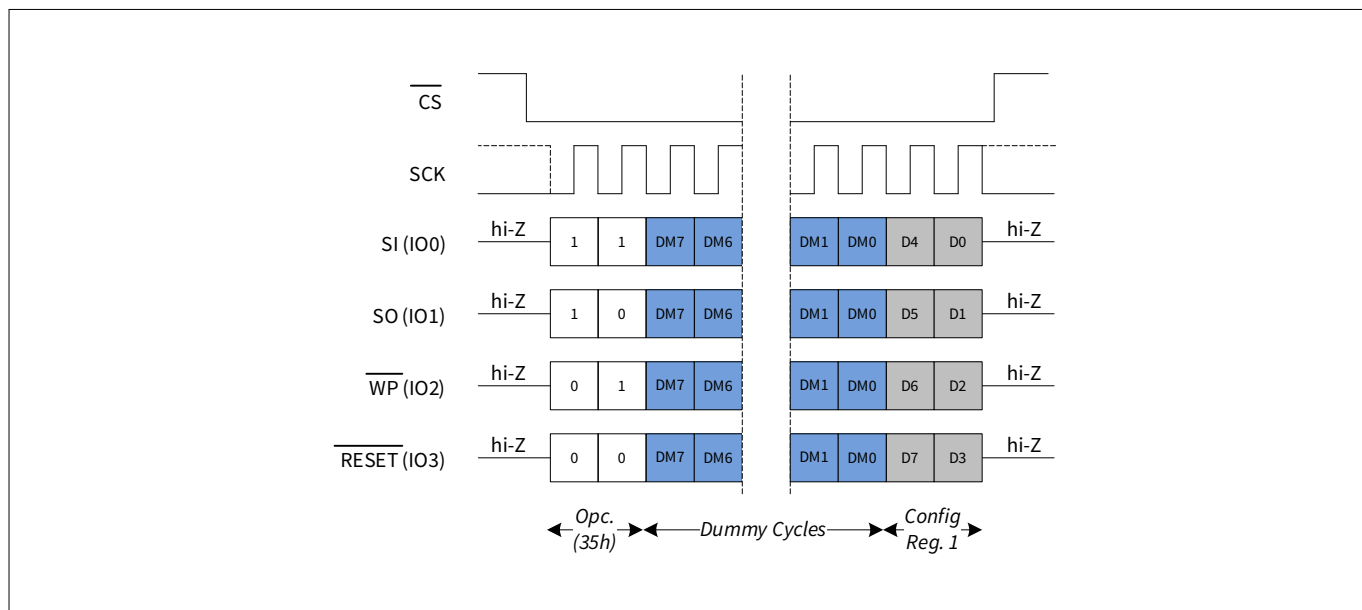 CS
SCK
SI (IO0) hi-Z 1 1 DM7 DM6 DM1 DM0 D4 D0 hi-Z
SO (IO1) hi-Z 1 0 DM7 DM6 DM1 DM0 D5 D1 hi-Z
WP (IO2) hi-Z 0 1 DM7 DM6 DM1 DM0 D6 D2 hi-Z
RESET (IO3) hi-Z 0 0 DM7 DM6 DM1 DM0 D7 D3 hi-Z
Opc. (35h) Dummy Cycles Config Reg. 1